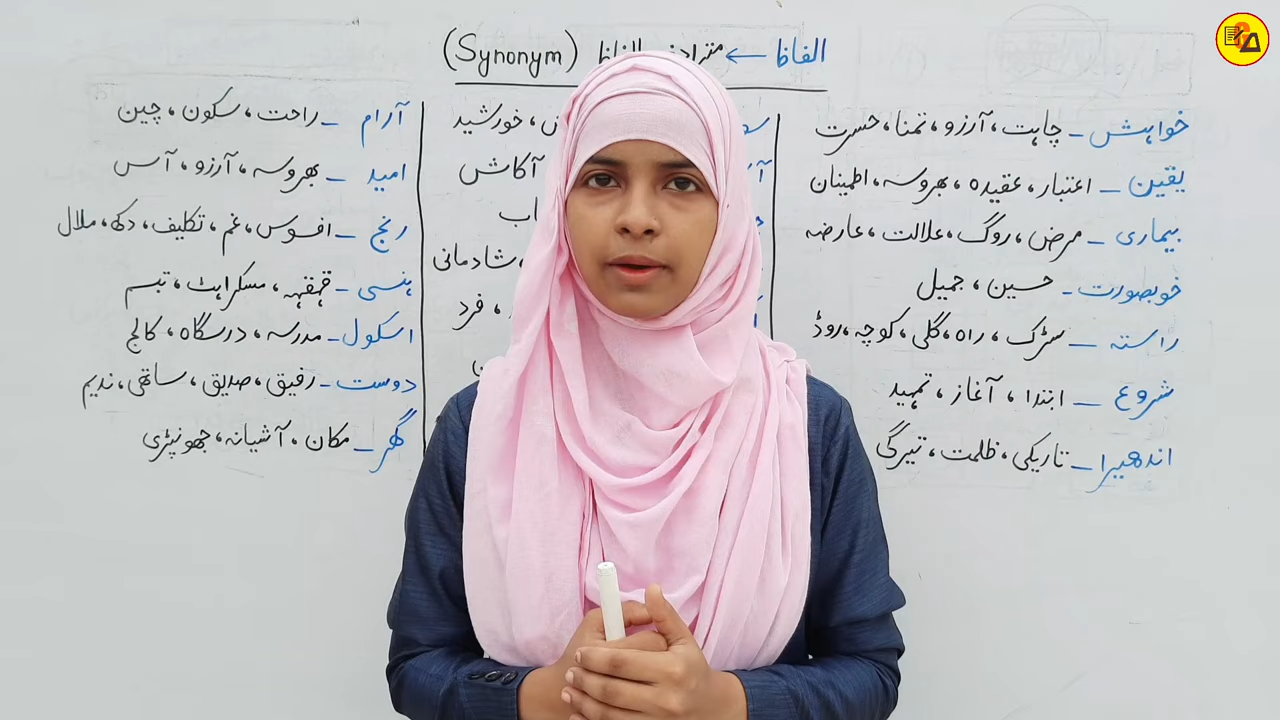 الفاظ ← مترادف الفاظ (Synonym)
خواہش - چاہت، آرزو، تمنا، حسرت
یقین - اعتبار، عقیدہ، بھروسہ، اطمینان
بیماری - مرض، روگ، علالت، عارضہ
خوبصورت - حسین، جمیل
راستہ - سڑک، راہ، گلی، کوچہ، روڈ
شروع - ابتدا، آغاز، تمہید
اندھیرا - تاریکی، ظلمت، تیرگی
، خورشید
آکاش
، شادمانی
، فرد
آرام - راحت، سکون، چین
امید - بھروسہ، آرزو، آس
رنج - افسوس، غم، تکلیف، دکھ، ملال
ہنسی - قہقہہ، مسکراہٹ، تبسم
اسکول - مدرسہ، درسگاہ، کالج
دوست - رفیق، صدیق، ساتھی، ندیم
گھر - مکان، آشیانہ، جھونپڑی